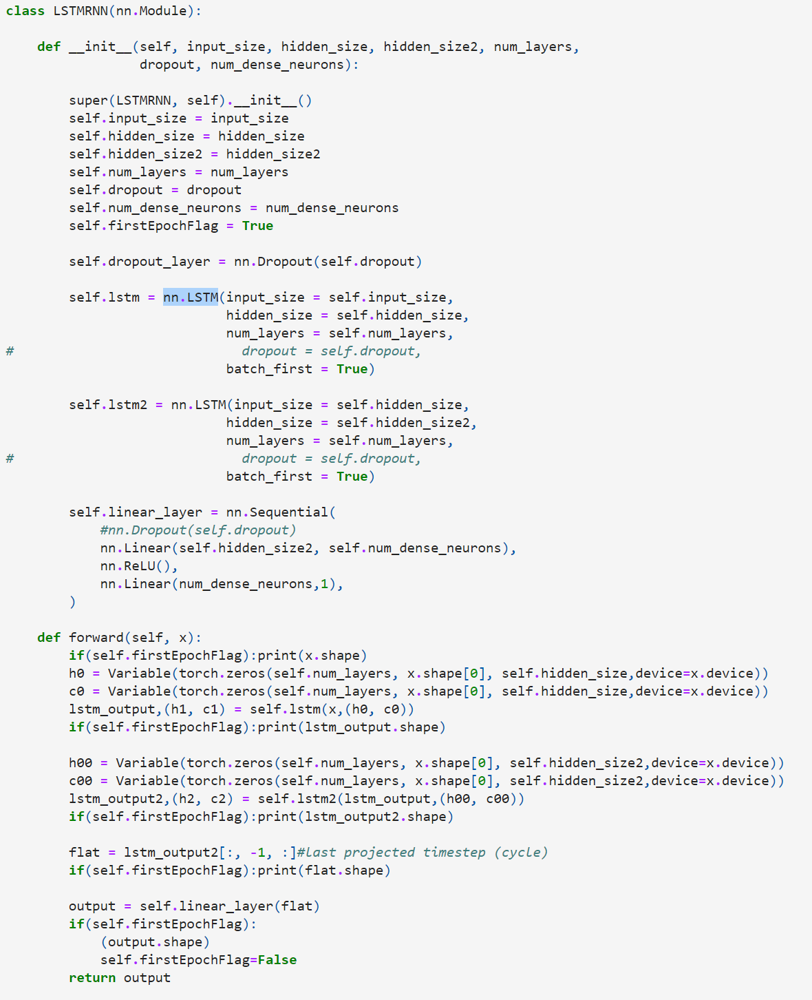 class LSTMRNN(nn.Module):
    def __init__(self, input_size, hidden_size, hidden_size2, num_layers,
                 dropout, num_dense_neurons):
        super(LSTMRNN, self).__init__()
        self.input_size = input_size
        self.hidden_size = hidden_size
        self.hidden_size2 = hidden_size2
        self.num_layers = num_layers
        self.dropout = dropout
        self.num_dense_neurons = num_dense_neurons
        self.firstEpochFlag = True
        self.dropout_layer = nn.Dropout(self.dropout)
        self.lstm = nn.LSTM(input_size = self.input_size,
                            hidden_size = self.hidden_size,
                            num_layers = self.num_layers,
#                             dropout = self.dropout,
                            batch_first = True)
        self.lstm2 = nn.LSTM(input_size = self.hidden_size,
                            hidden_size = self.hidden_size2,
                            num_layers = self.num_layers,
#                             dropout = self.dropout,
                            batch_first = True)
        self.linear_layer = nn.Sequential(
            #nn.Dropout(self.dropout)
            nn.Linear(self.hidden_size2, self.num_dense_neurons),
            nn.ReLU(),
            nn.Linear(num_dense_neurons,1),
        )
    def forward(self, x):
        if(self.firstEpochFlag):print(x.shape)
        h0 = Variable(torch.zeros(self.num_layers, x.shape[0], self.hidden_size,device=x.device))
        c0 = Variable(torch.zeros(self.num_layers, x.shape[0], self.hidden_size,device=x.device))
        lstm_output,(h1, c1) = self.lstm(x,(h0, c0))
        if(self.firstEpochFlag):print(lstm_output.shape)
        h00 = Variable(torch.zeros(self.num_layers, x.shape[0], self.hidden_size2,device=x.device))
        c00 = Variable(torch.zeros(self.num_layers, x.shape[0], self.hidden_size2,device=x.device))
        lstm_output2,(h2, c2) = self.lstm2(lstm_output,(h00, c00))
        if(self.firstEpochFlag):print(lstm_output2.shape)
        flat = lstm_output2[:, -1, :]#last projected timestep (cycle)
        if(self.firstEpochFlag):print(flat.shape)
        output = self.linear_layer(flat)
        if(self.firstEpochFlag):
            (output.shape)
            self.firstEpochFlag=False
        return output